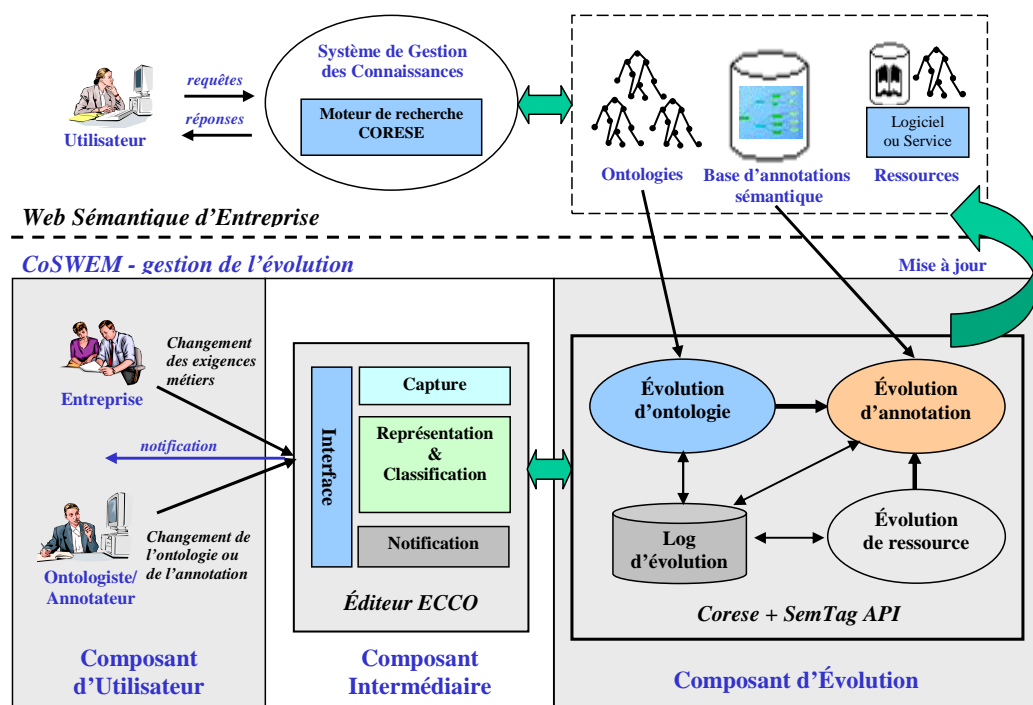 Système de Gestion
des Connaissances
Moteur de recherche
CORESE
requêtes
réponses
Utilisateur
Logiciel
ou Service
Ontologies
Base d'annotations
sémantique
Ressources
Web Sémantique d'Entreprise
CoSWEM - gestion de l'évolution
Mise à jour
Changement
des exigences
métiers
Entreprise
notification
Changement de
l'ontologie ou
de l'annotation
Ontologiste/
Annotateur
Interface
Capture
Représentation
&
Classification
Notification
Éditeur ECCO
Évolution
d'ontologie
Évolution
d'annotation
Log
d'évolution
Évolution
de ressource
Corese + SemTag API
Composant
d'Utilisateur
Composant
Intermédiaire
Composant d'Évolution